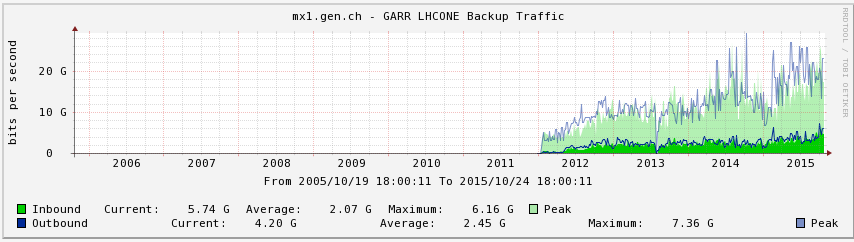 mx1.gen.ch - GARR LHCONE Backup Traffic
RRDTOOL / TOBI OETIKER
bits per second
20 G
10 G
0
2006 2007 2008 2009 2010 2011 2012 2013 2014 2015
From 2005/10/19 18:00:11 To 2015/10/24 18:00:11
Inbound Current: 5.74 G Average: 2.07 G Maximum: 6.16 G Peak
Outbound Current: 4.20 G Average: 2.45 G Maximum: 7.36 G Peak